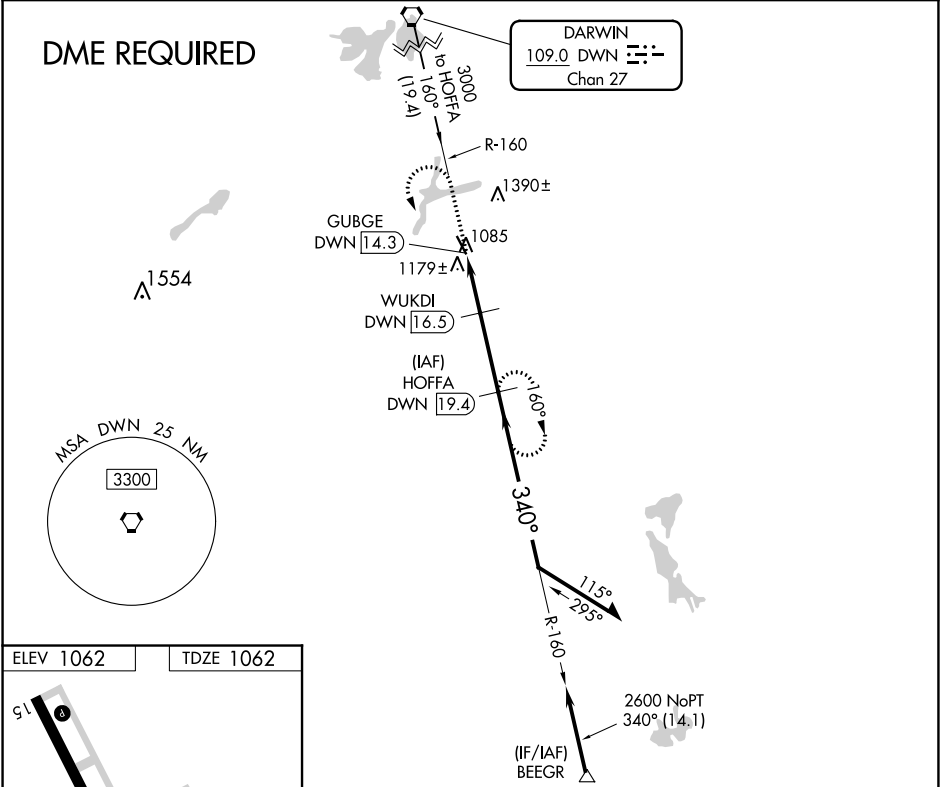 DME REQUIRED
DARWIN
109.0 DWN
Chan 27
3000
to HOFFA
160°
(19.4)
R-160
1390±
GUBGE
DWN 14.3
1085
1179±
1554
WUKDI
DWN 16.5
(IAF)
HOFFA
DWN 19.4
160°
MSA DWN 25 NM
3300
340°
115°
295°
R-160
2600 NoPT
340° (14.1)
(IF/IAF)
BEEGR
ELEV 1062
TDZE 1062
15
P